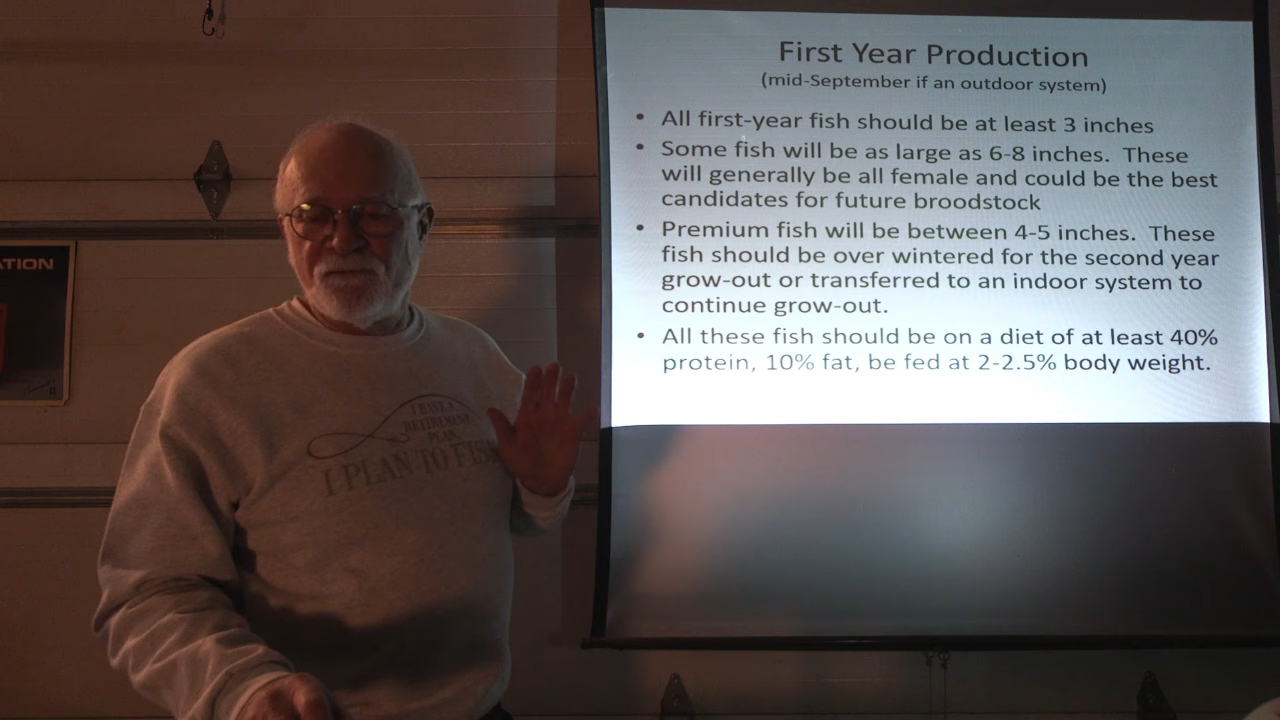 First Year Production
(mid-September if an outdoor system)
• All first-year fish should be at least 3 inches
• Some fish will be as large as 6-8 inches. These
will generally be all female and could be the best
candidates for future broodstock
• Premium fish will be between 4-5 inches. These
fish should be over wintered for the second year
grow-out or transferred to an indoor system to
continue grow-out.
• All these fish should be on a diet of at least 40%
protein, 10% fat, be fed at 2-2.5% body weight.
ATION
I HAVE A
RETIREMENT
PLAN
I PLAN TO FISH